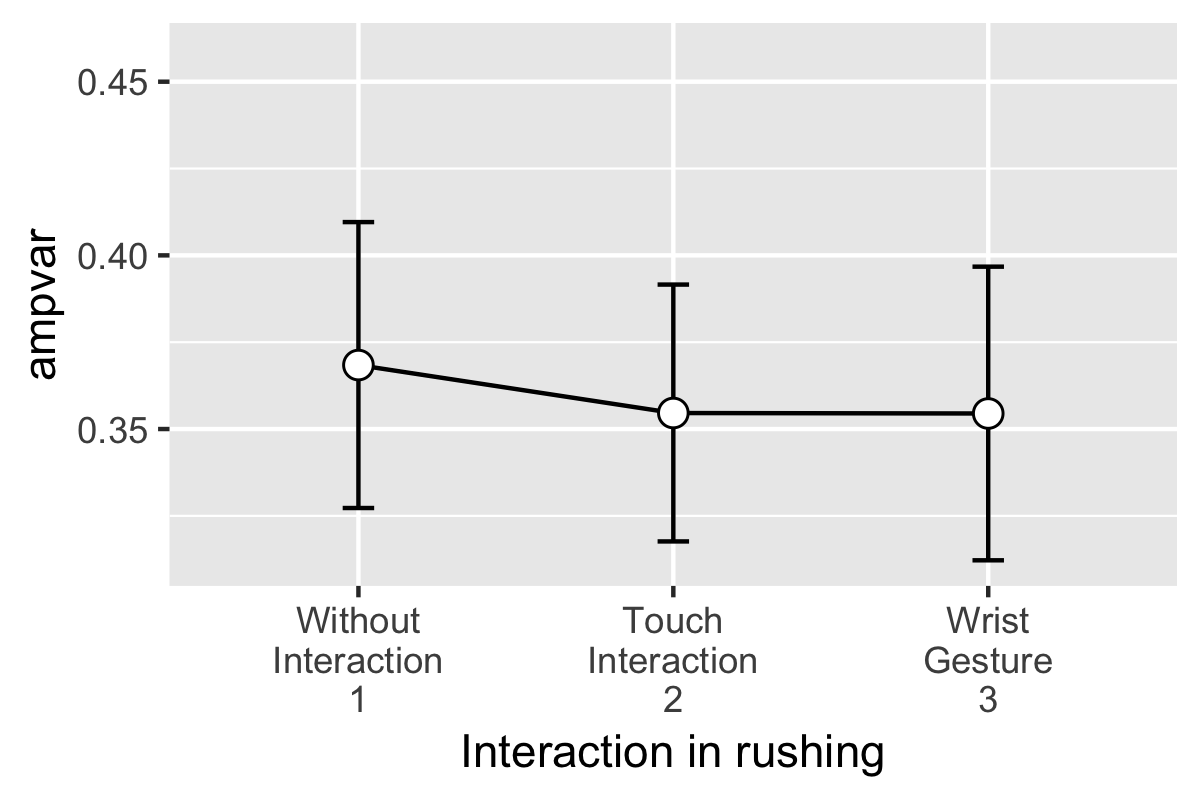 ampvar
0.45
0.40
0.35
Without Interaction 1
Touch Interaction 2
Wrist Gesture 3
Interaction in rushing